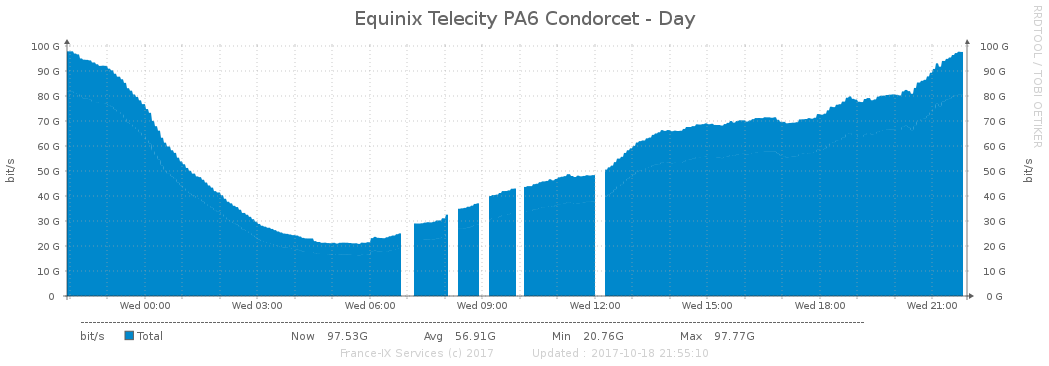 Equinix Telecity PA6 Condorcet - Day
RRDTOOL / TOBI OETIKER
100 G 100 G
90 G 90 G
80 G 80 G
70 G 70 G
60 G 60 G
50 G 50 G
40 G 40 G
30 G 30 G
20 G 20 G
10 G 10 G
0 0 G
bit/s bit/s
Wed 00:00 Wed 03:00 Wed 06:00 Wed 09:00 Wed 12:00 Wed 15:00 Wed 18:00 Wed 21:00
bit/s Total Now 97.53G Avg 56.91G Min 20.76G Max 97.77G
France-IX Services (c) 2017 Updated : 2017-10-18 21:55:10